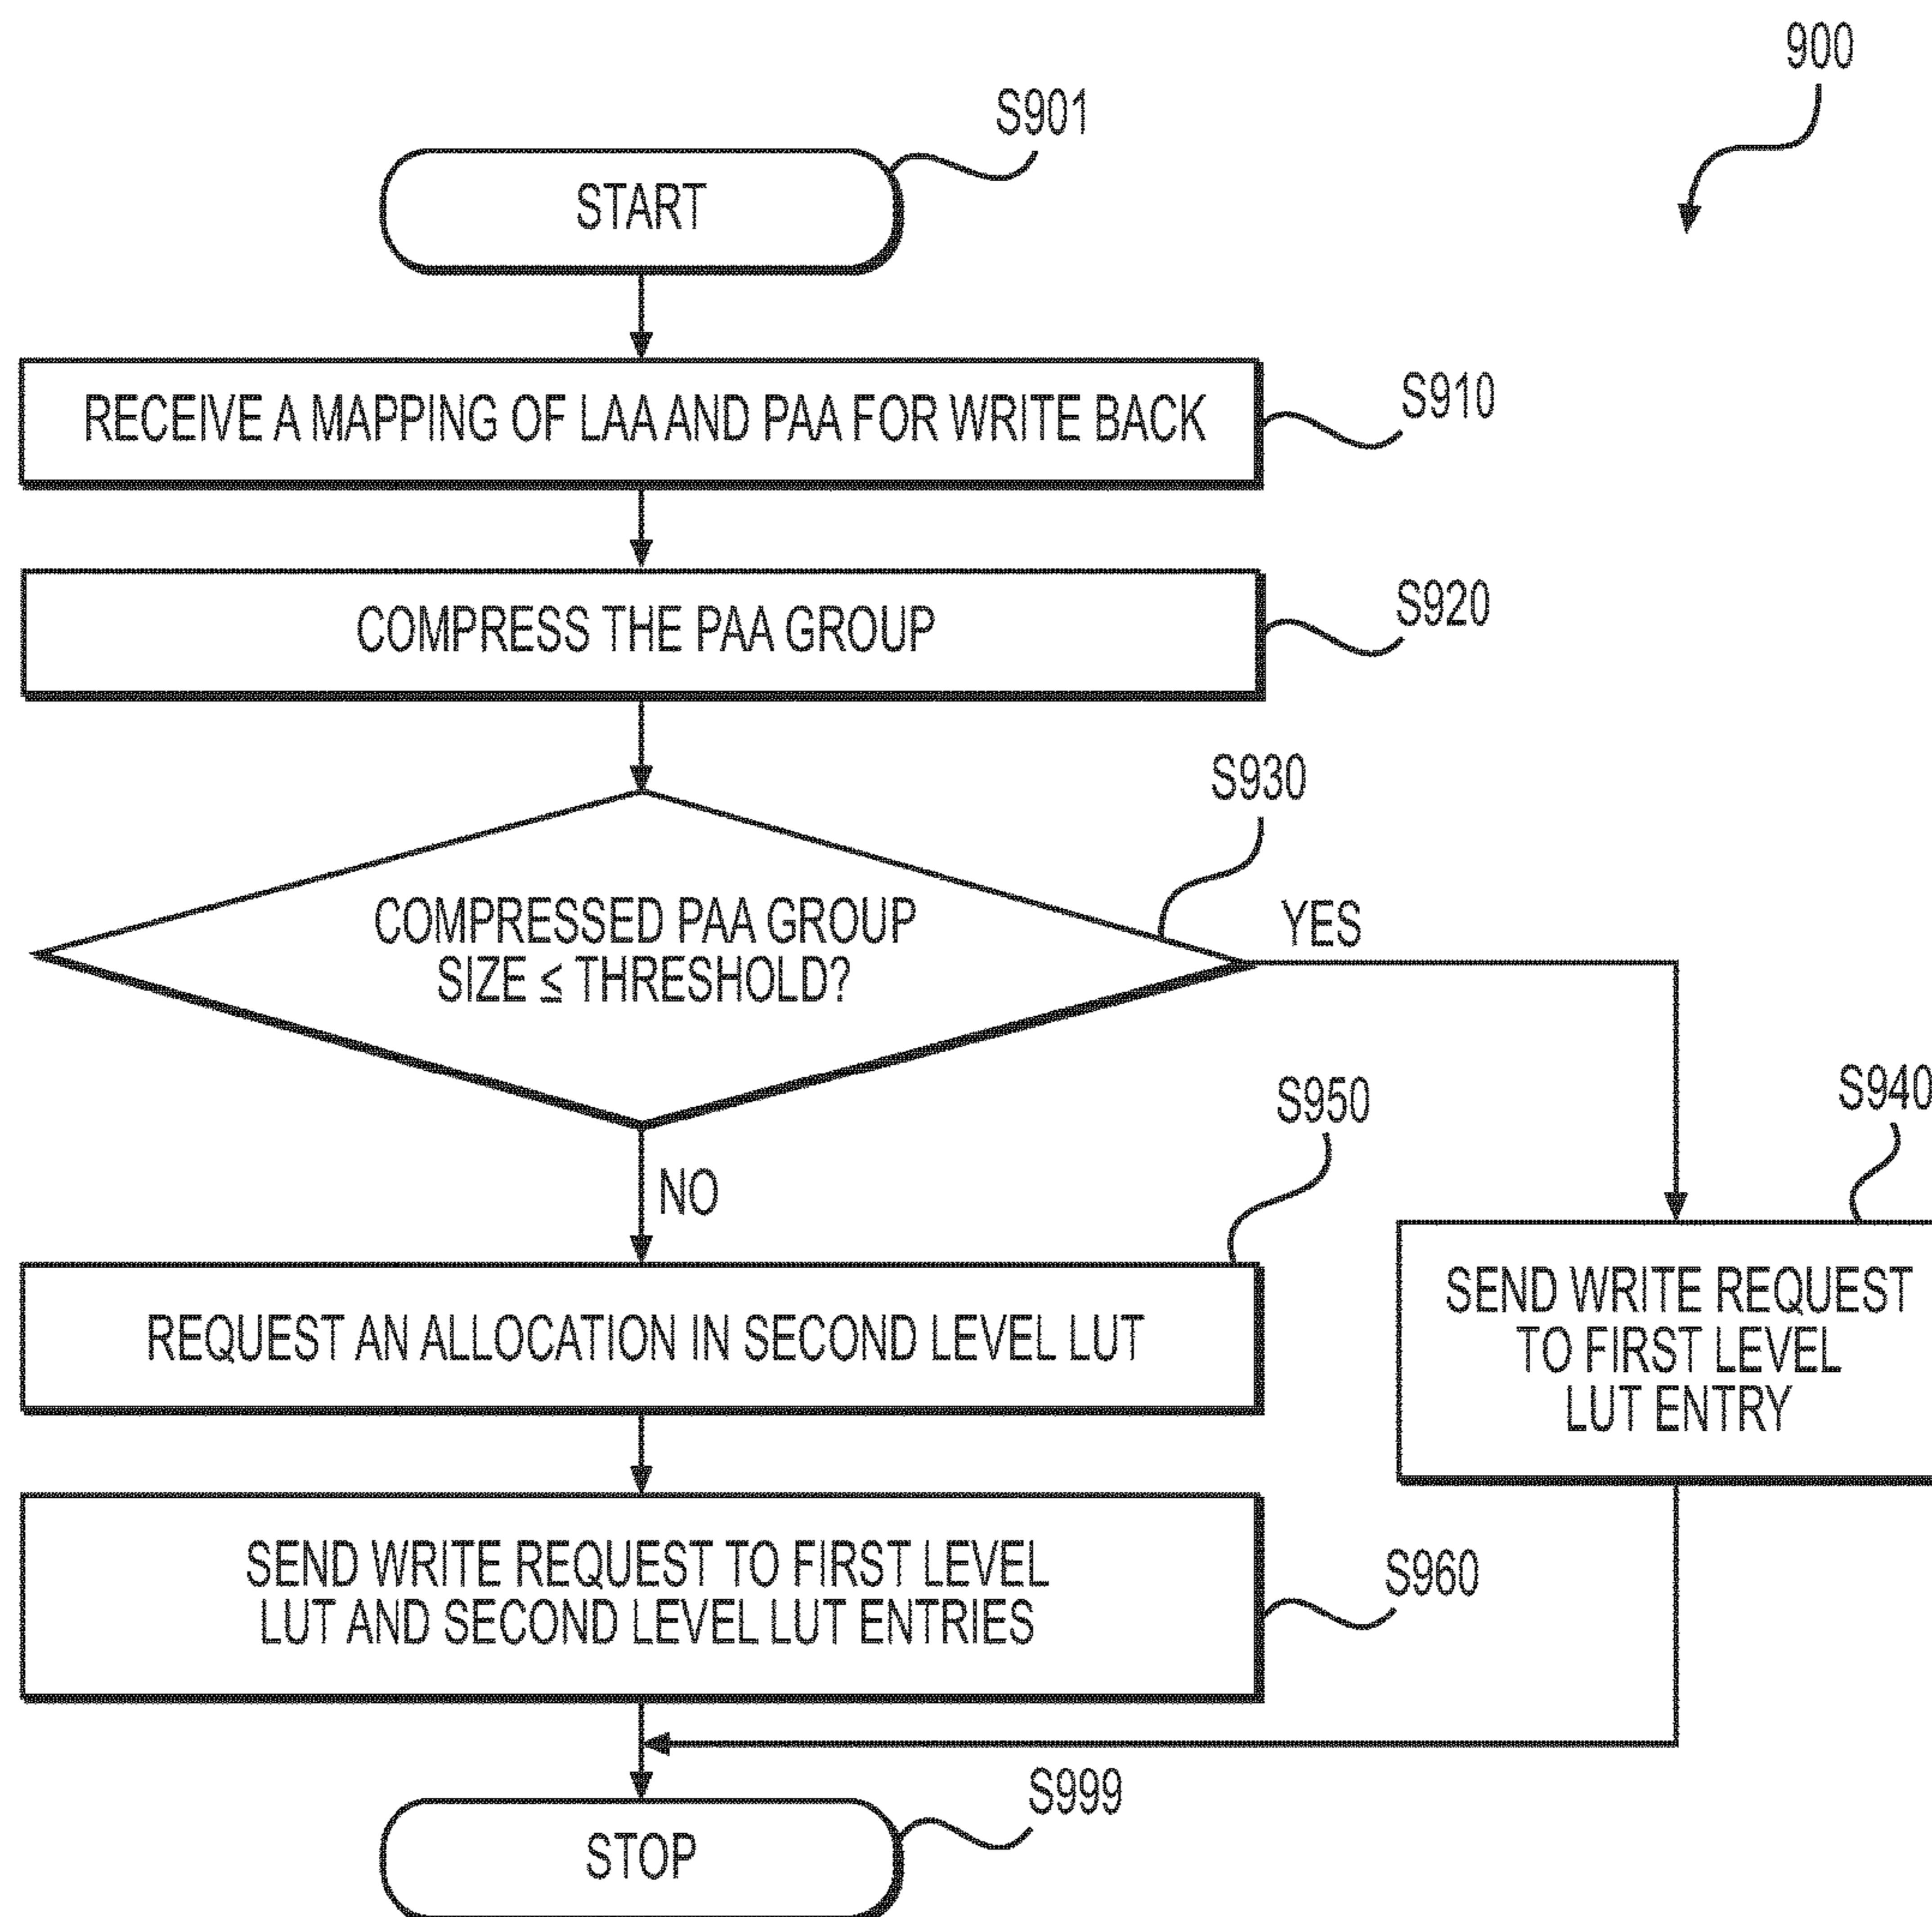 900
S901
START
RECEIVE A MAPPING OF LAA AND PAA FOR WRITE BACK
S910
COMPRESS THE PAA GROUP
S920
S930
COMPRESSED PAA GROUP
SIZE ≤ THRESHOLD?
YES
NO
S950
REQUEST AN ALLOCATION IN SECOND LEVEL LUT
S940
SEND WRITE REQUEST
TO FIRST LEVEL
LUT ENTRY
SEND WRITE REQUEST TO FIRST LEVEL
LUT AND SECOND LEVEL LUT ENTRIES
S960
S999
STOP